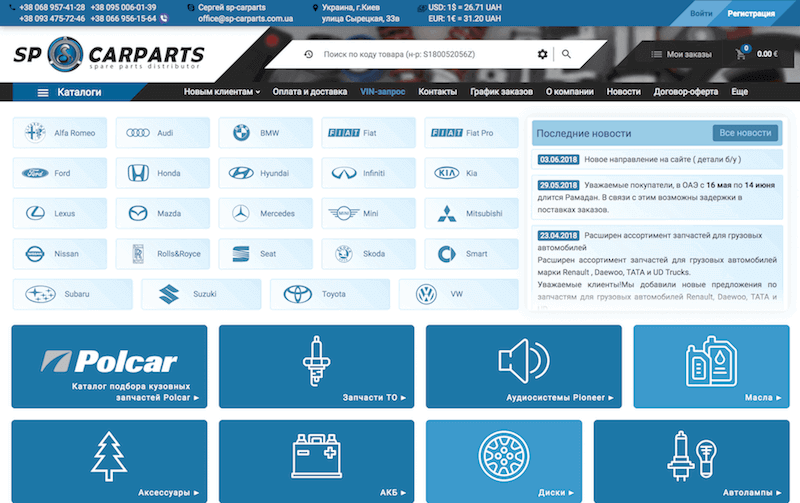 +38 068 957-41-28 +38 095 006-01-39
+38 093 475-72-46 +38 066 956-15-64
Сергей sp-carparts
office@sp-carparts.com.ua
Украина, г.Киев
улица Сырецкая, 33в
USD: 1$ = 26.71 UAH
EUR: 1€ = 31.20 UAH
Войти
Регистрация
SP CARPARTS
spare parts distributor
Поиск по коду товара (н-р: S180052056Z)
Мои заказы
0
0.00 €
Каталоги
Новым клиентам
Оплата и доставка
VIN-запрос
Контакты
График заказов
О компании
Новости
Договор-оферта
Еще
Alfa Romeo
Audi
BMW
FIAT Fiat
FIAT Fiat Pro
Ford Ford
Honda
Hyundai
Infiniti
KIA Kia
Lexus
Mazda
Mercedes
MINI Mini
Mitsubishi
Nissan
Rolls&Royce
Seat
Skoda
Smart
Subaru
Suzuki
Toyota
VW
Последние новости
Все новости
03.06.2018 Новое направление на сайте ( детали б/у )
29.05.2018 Уважаемые покупатели, в ОАЭ с 16 мая по 14 июня
длится Рамадан. В связи с этим возможны задержки в
поставках заказов.
23.04.2018 Расширен ассортимент запчастей для грузовых
автомобилей
Расширен ассортимент запчастей для грузовых автомобилей
марки Renault , Daewoo, TATA и UD Trucks.
Уважаемые клиенты!Мы добавили новые предложения по
запчастям для грузовых автомобилей Renault, Daewoo, TATA и
Polcar
Каталог подбора кузовных
запчастей Polcar
Запчасти ТО
Аудиосистемы Pioneer
Масла
Аксессуары
АКБ
Диски
Автолампы